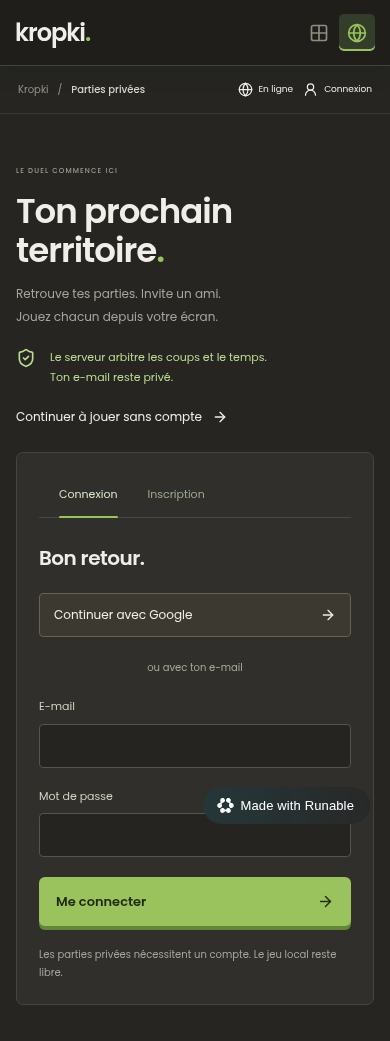 kropki.
Kropki / Parties privées
En ligne
Connexion
LE DUEL COMMENCE ICI
Ton prochain
territoire.
Retrouve tes parties. Invite un ami.
Jouez chacun depuis votre écran.
Le serveur arbitre les coups et le temps.
Ton e-mail reste privé.
Continuer à jouer sans compte
Connexion
Inscription
Bon retour.
Continuer avec Google
ou avec ton e-mail
E-mail
Mot de passe
Made with Runable
Me connecter
Les parties privées nécessitent un compte. Le jeu local reste
libre.